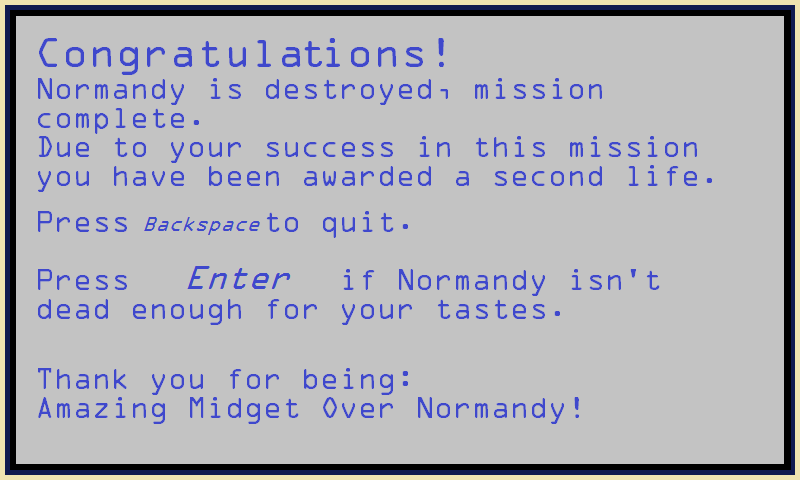 Congratulations!
Normandy is destroyed, mission
complete.
Due to your success in this mission
you have been awarded a second life.
Press Backspace to quit.
Press Enter if Normandy isn't
dead enough for your tastes.
Thank you for being:
Amazing Midget Over Normandy!